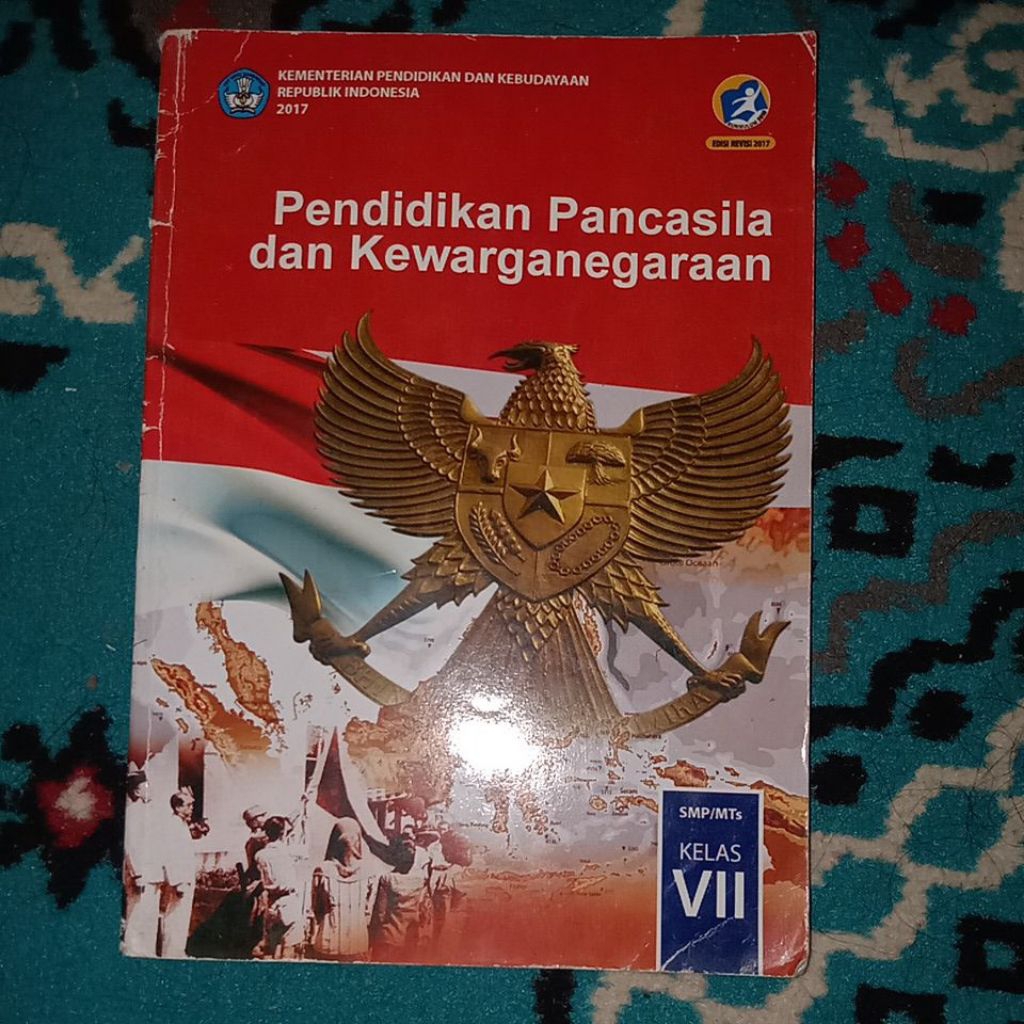 KEMENTERIAN PENDIDIKAN DAN KEBUDAYAAN
REPUBLIK INDONESIA
2017
EDISI REVISI 2017
Pendidikan Pancasila
dan Kewarganegaraan
SMP/MTs
KELAS
VII